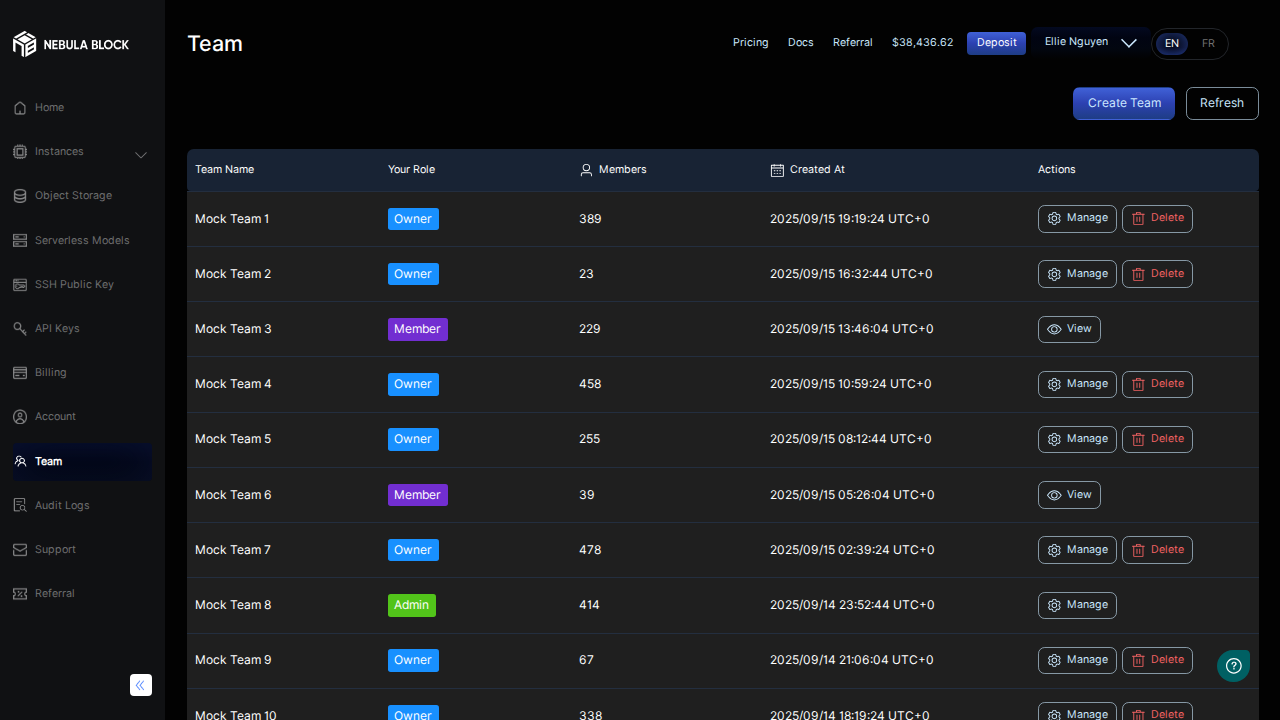 NEBULA BLOCK
Home
Instances
Object Storage
Serverless Models
SSH Public Key
API Keys
Billing
Account
Team
Audit Logs
Support
Referral
Team
Pricing Docs Referral $38,436.62 Deposit Ellie Nguyen EN FR
Create Team Refresh
Team Name Your Role Members Created At Actions
Mock Team 1 Owner 389 2025/09/15 19:19:24 UTC+0 Manage Delete
Mock Team 2 Owner 23 2025/09/15 16:32:44 UTC+0 Manage Delete
Mock Team 3 Member 229 2025/09/15 13:46:04 UTC+0 View
Mock Team 4 Owner 458 2025/09/15 10:59:24 UTC+0 Manage Delete
Mock Team 5 Owner 255 2025/09/15 08:12:44 UTC+0 Manage Delete
Mock Team 6 Member 39 2025/09/15 05:26:04 UTC+0 View
Mock Team 7 Owner 478 2025/09/15 02:39:24 UTC+0 Manage Delete
Mock Team 8 Admin 414 2025/09/14 23:52:44 UTC+0 Manage
Mock Team 9 Owner 67 2025/09/14 21:06:04 UTC+0 Manage Delete
Mock Team 10 Owner 338 2025/09/14 18:19:24 UTC+0 Manage Delete